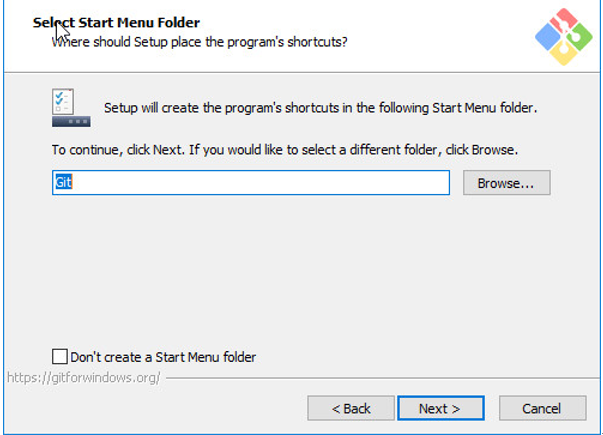 Select Start Menu Folder
Where should Setup place the program's shortcuts?
Setup will create the program's shortcuts in the following Start Menu folder.
To continue, click Next. If you would like to select a different folder, click Browse.
Git
Browse...
Don't create a Start Menu folder
https://gitforwindows.org/
< Back
Next >
Cancel